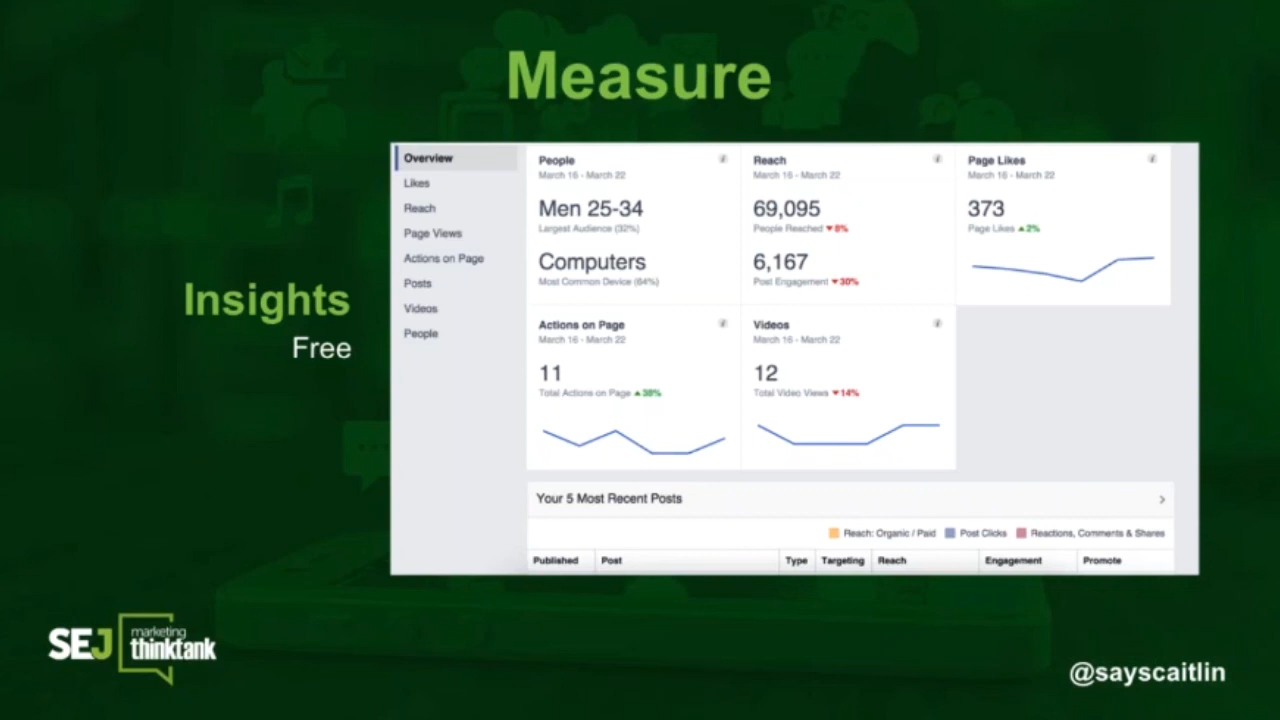 Measure
Insights
Free
Overview
Likes
Reach
Page Views
Actions on Page
Posts
Videos
People
People
March 16 - March 22
Men 25-34
Largest Audience (32%)
Computers
Most Common Device (64%)
Reach
March 16 - March 22
69,095
People Reached ▼8%
6,167
Post Engagement ▼30%
Page Likes
March 16 - March 22
373
Page Likes ▲2%
Actions on Page
March 16 - March 22
11
Total Actions on Page ▲38%
Videos
March 16 - March 22
12
Total Video Views ▼14%
Your 5 Most Recent Posts
Reach: Organic / Paid Post Clicks Reactions, Comments & Shares
Published Post Type Targeting Reach Engagement Promote
SEJ marketing
thinktank
@sayscaitlin